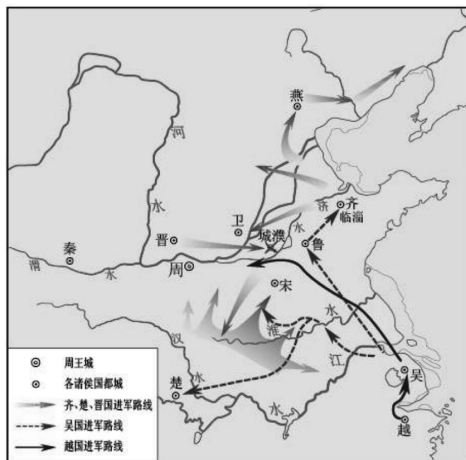 燕
河
水
济
水
齐
临淄
卫
城濮
鲁
晋
秦
渭
水
周
宋
汉
水
淮
水
江
水
楚
吴
越
周王城
各诸侯国都城
齐、楚、晋国进军路线
吴国进军路线
越国进军路线